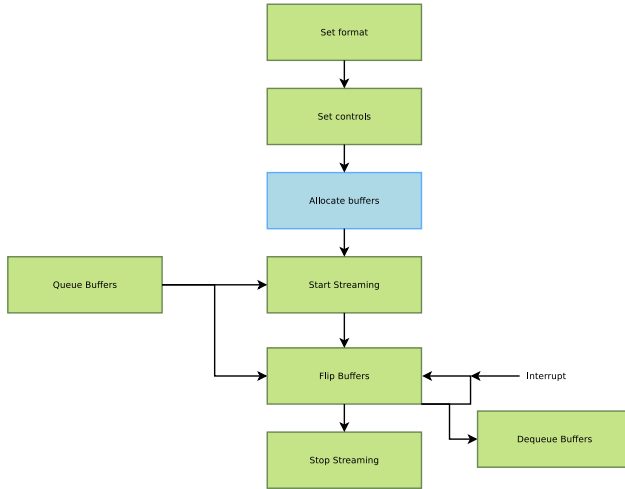 Set format
Set controls
Allocate buffers
Queue Buffers
Start Streaming
Flip Buffers
Interrupt
Dequeue Buffers
Stop Streaming